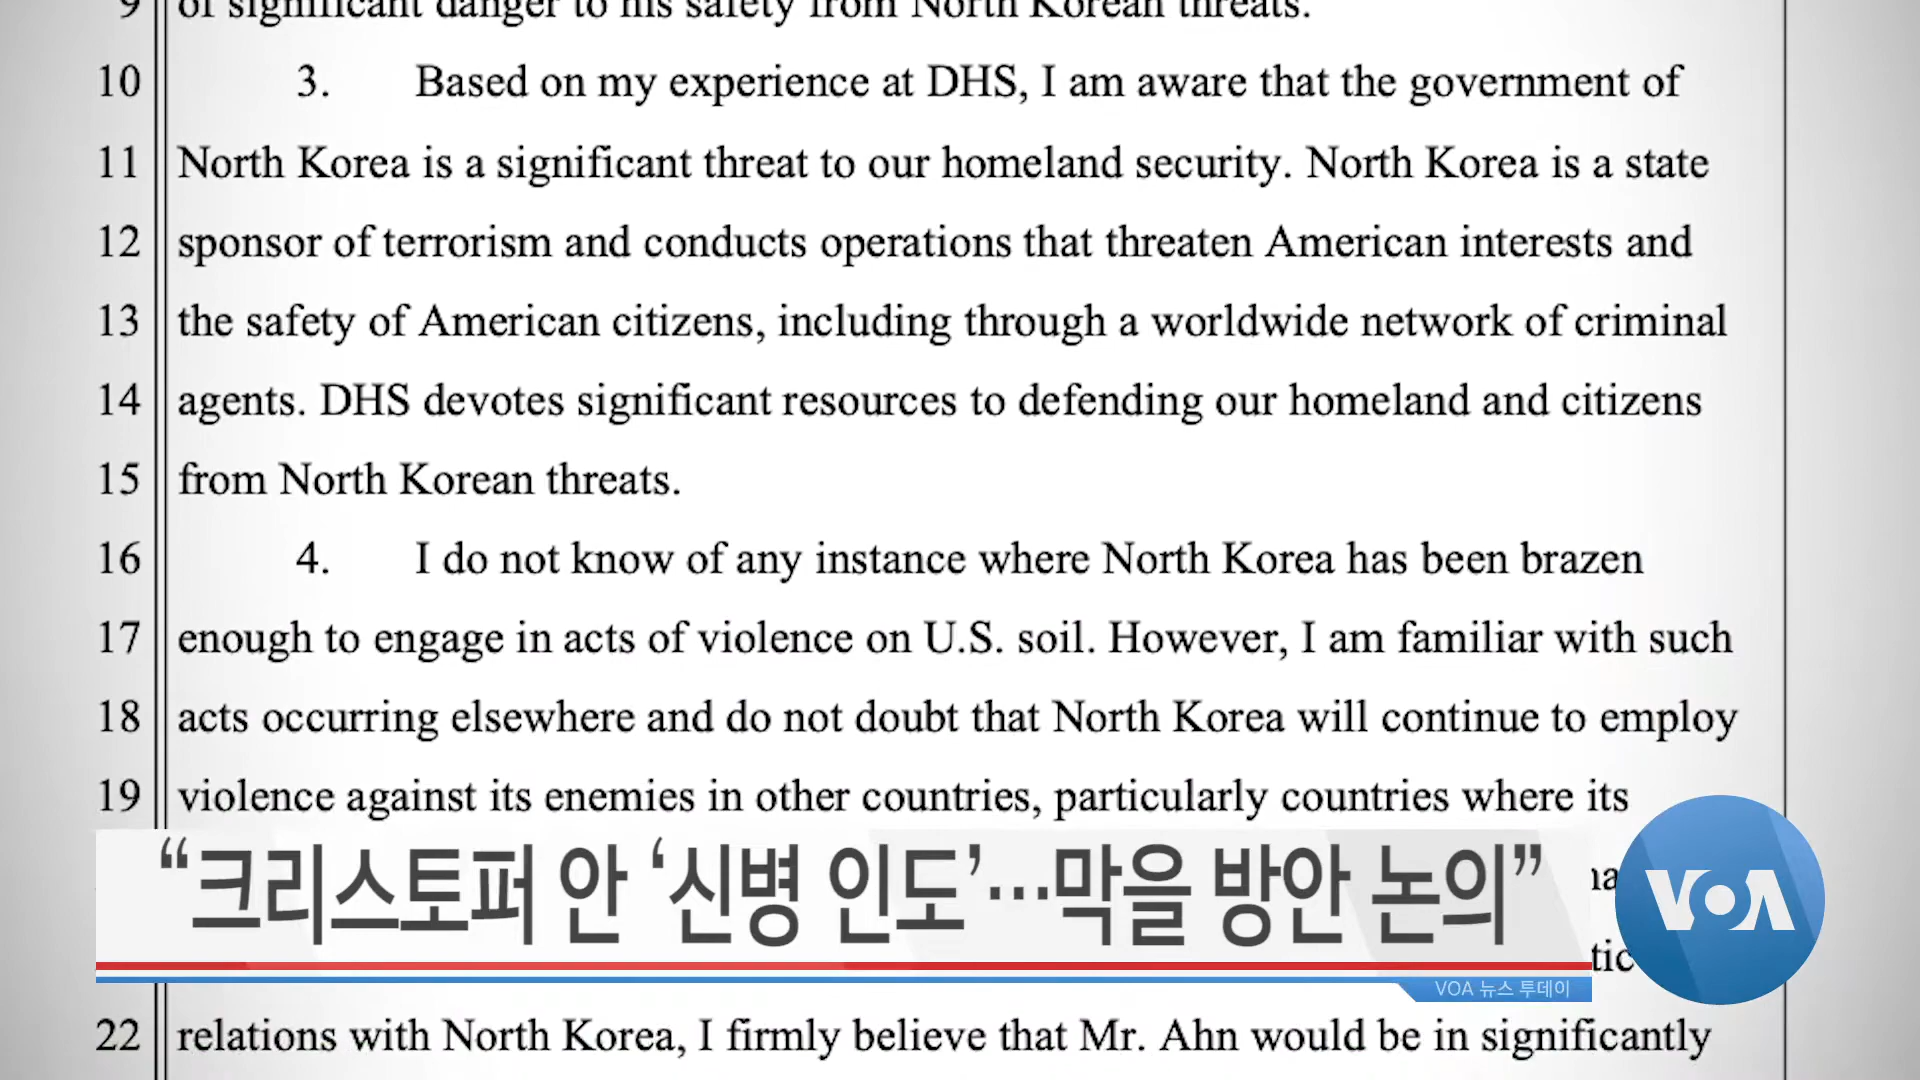 9 of significant danger to his safety from North Korean threats.
10 3. Based on my experience at DHS, I am aware that the government of
11 North Korea is a significant threat to our homeland security. North Korea is a state
12 sponsor of terrorism and conducts operations that threaten American interests and
13 the safety of American citizens, including through a worldwide network of criminal
14 agents. DHS devotes significant resources to defending our homeland and citizens
15 from North Korean threats.
16 4. I do not know of any instance where North Korea has been brazen
17 enough to engage in acts of violence on U.S. soil. However, I am familiar with such
18 acts occurring elsewhere and do not doubt that North Korea will continue to employ
19 violence against its enemies in other countries, particularly countries where its
“크리스토퍼 안 ‘신병 인도’…막을 방안 논의”
VOA
VOA 뉴스 투데이
22 relations with North Korea, I firmly believe that Mr. Ahn would be in significantly